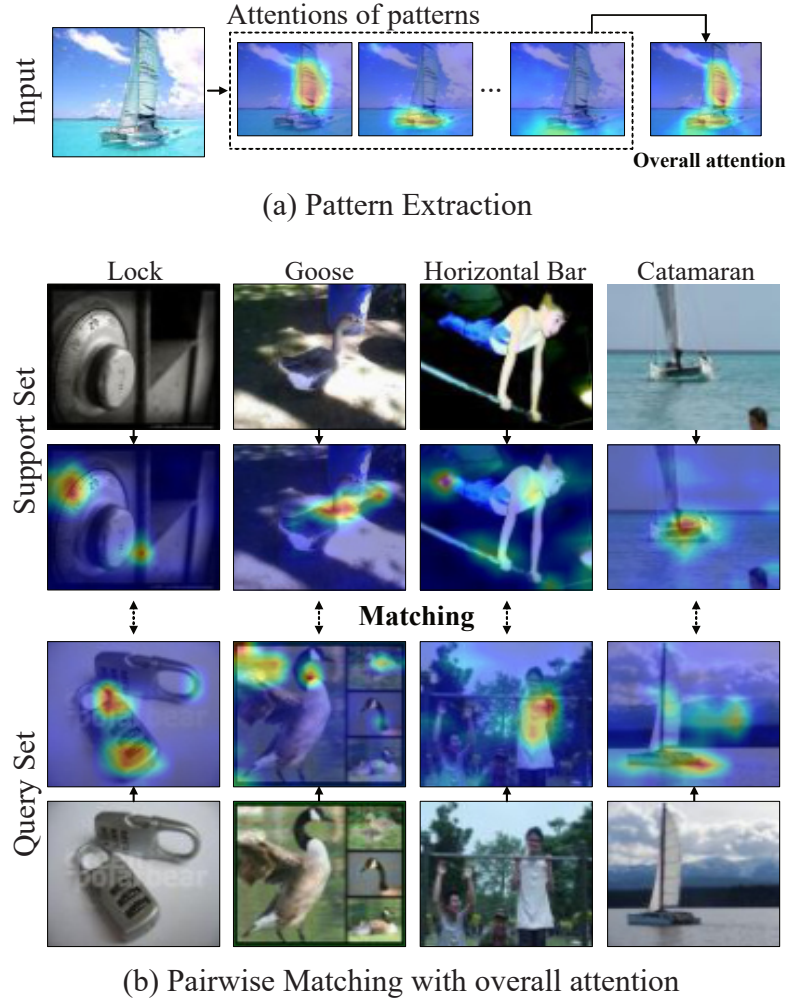 Attentions of patterns
Input
...
Overall attention
(a) Pattern Extraction
Lock
Goose
Horizontal Bar
Catamaran
Support Set
Matching
Query Set
polarbear
(b) Pairwise Matching with overall attention